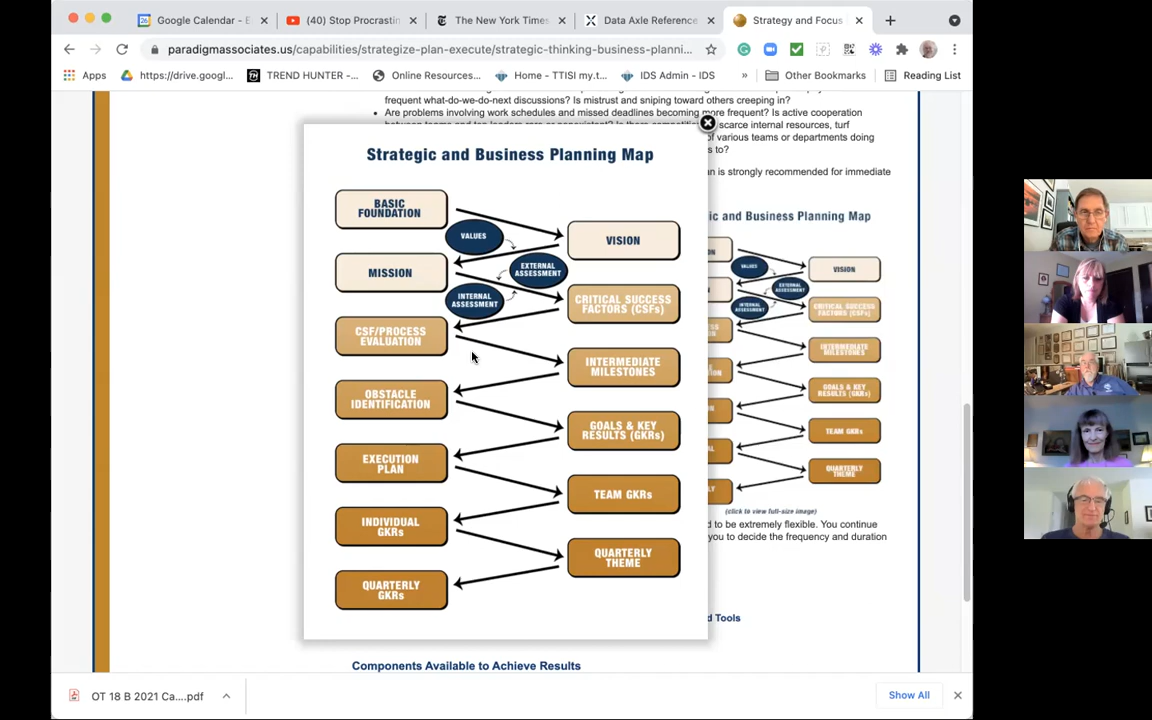 Google Calendar - E
(40) Stop Procrastin
The New York Times
Data Axle Reference
Strategy and Focus
paradigmassociates.us/capabilities/strategize-plan-execute/strategic-thinking-business-planni...
Apps
https://drive.googl...
TREND HUNTER -...
Online Resources...
Home - TTISI my.t...
IDS Admin - IDS
»
Other Bookmarks
Reading List
frequent what-do-we-do-next discussions? Is mistrust and sniping toward others creeping in?
• Are problems involving work schedules and missed deadlines becoming more frequent? Is active cooperation
scarce internal resources, turf
of various teams or departments doing
s to?
an is strongly recommended for immediate
Strategic and Business Planning Map
BASIC
FOUNDATION
VALUES
VISION
MISSION
EXTERNAL
ASSESSMENT
INTERNAL
ASSESSMENT
CRITICAL SUCCESS
FACTORS (CSFs)
CSF/PROCESS
EVALUATION
INTERMEDIATE
MILESTONES
OBSTACLE
IDENTIFICATION
GOALS & KEY
RESULTS (GKRs)
EXECUTION
PLAN
TEAM GKRs
INDIVIDUAL
GKRs
QUARTERLY
THEME
QUARTERLY
GKRs
ic and Business Planning Map
VALUES
VISION
EXTERNAL
ASSESSMENT
INTERNAL
ASSESSMENT
CRITICAL SUCCESS
FACTORS (CSFs)
INTERMEDIATE
MILESTONES
GOALS & KEY
RESULTS (GKRs)
TEAM GKRs
QUARTERLY
THEME
(click to view full-size image)
d to be extremely flexible. You continue
you to decide the frequency and duration
d Tools
Components Available to Achieve Results
OT 18 B 2021 Ca....pdf
Show All